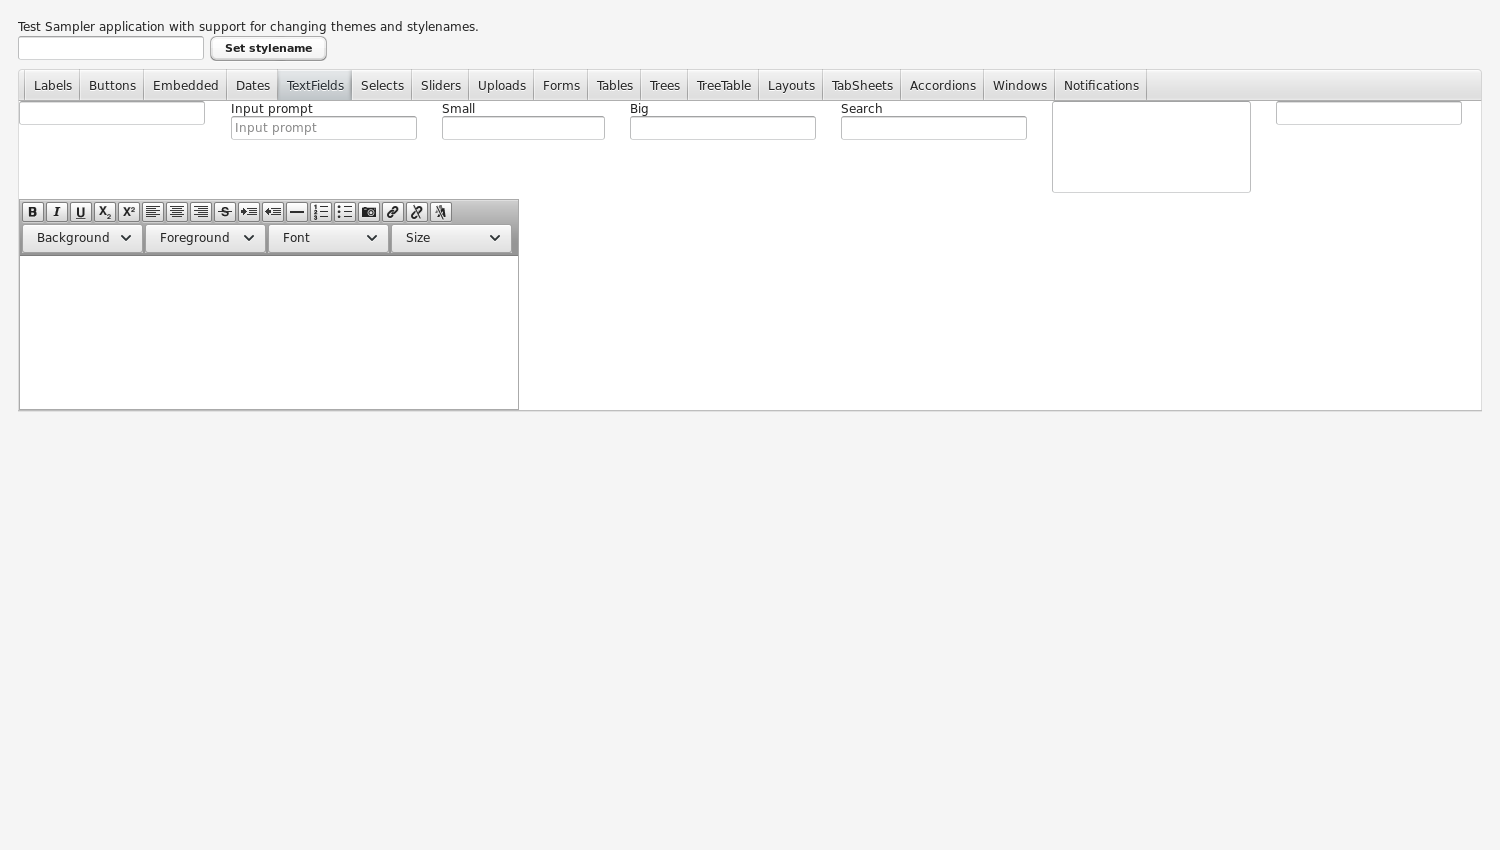 Test Sampler application with support for changing themes and stylenames.
Set stylename
Labels Buttons Embedded Dates TextFields Selects Sliders Uploads Forms Tables Trees TreeTable Layouts TabSheets Accordions Windows Notifications
Input prompt Small Big Search
Input prompt
B I U X₂ X² S
Background Foreground Font Size